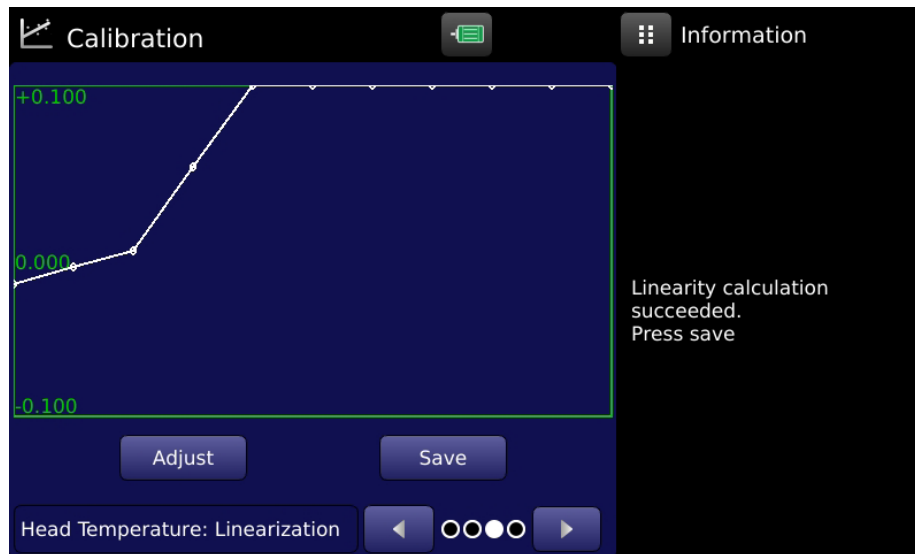 Calibration
Information
+0.100
0.000
-0.100
Linearity calculation
succeeded.
Press save
Adjust
Save
Head Temperature: Linearization